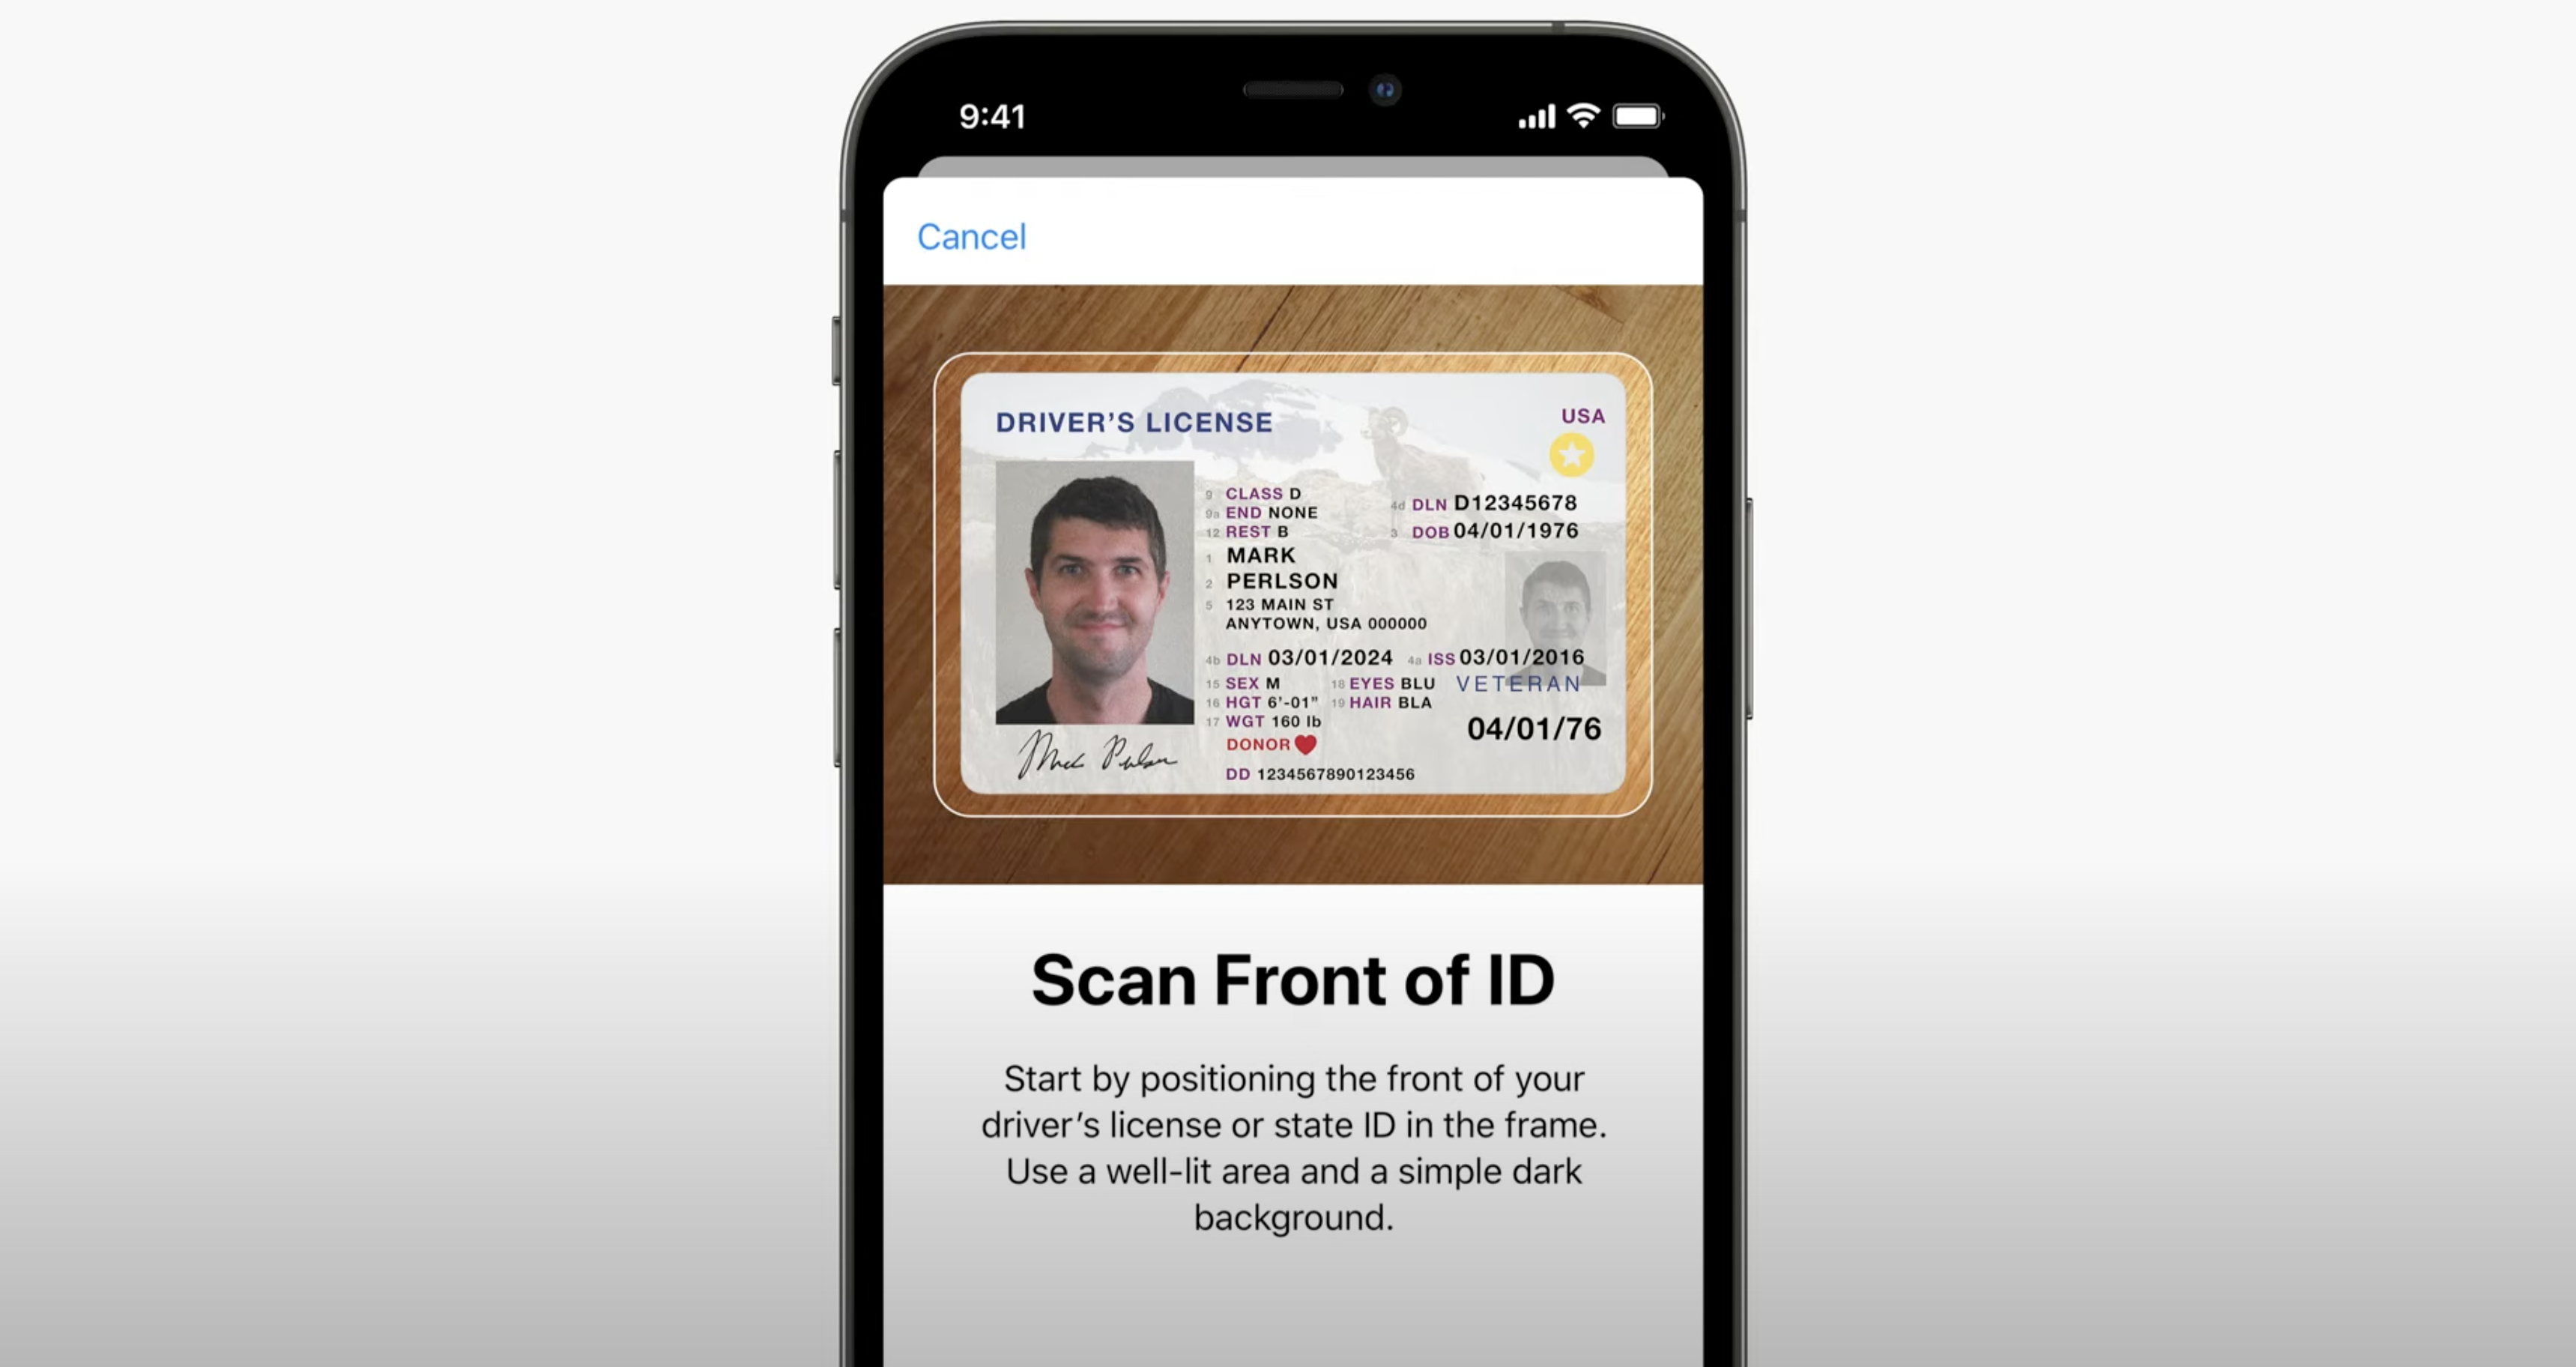 9:41
Cancel
DRIVER’S LICENSE
USA
9 CLASS D
9a END NONE
12 REST B
4d DLN D12345678
3 DOB 04/01/1976
1 MARK
2 PERLSON
5 123 MAIN ST
ANYTOWN, USA 000000
4b DLN 03/01/2024 4a ISS 03/01/2016
15 SEX M 18 EYES BLU VETERAN
16 HGT 6’-01” 19 HAIR BLA
17 WGT 160 lb
04/01/76
DONOR
DD 1234567890123456
Scan Front of ID
Start by positioning the front of your
driver’s license or state ID in the frame.
Use a well-lit area and a simple dark
background.